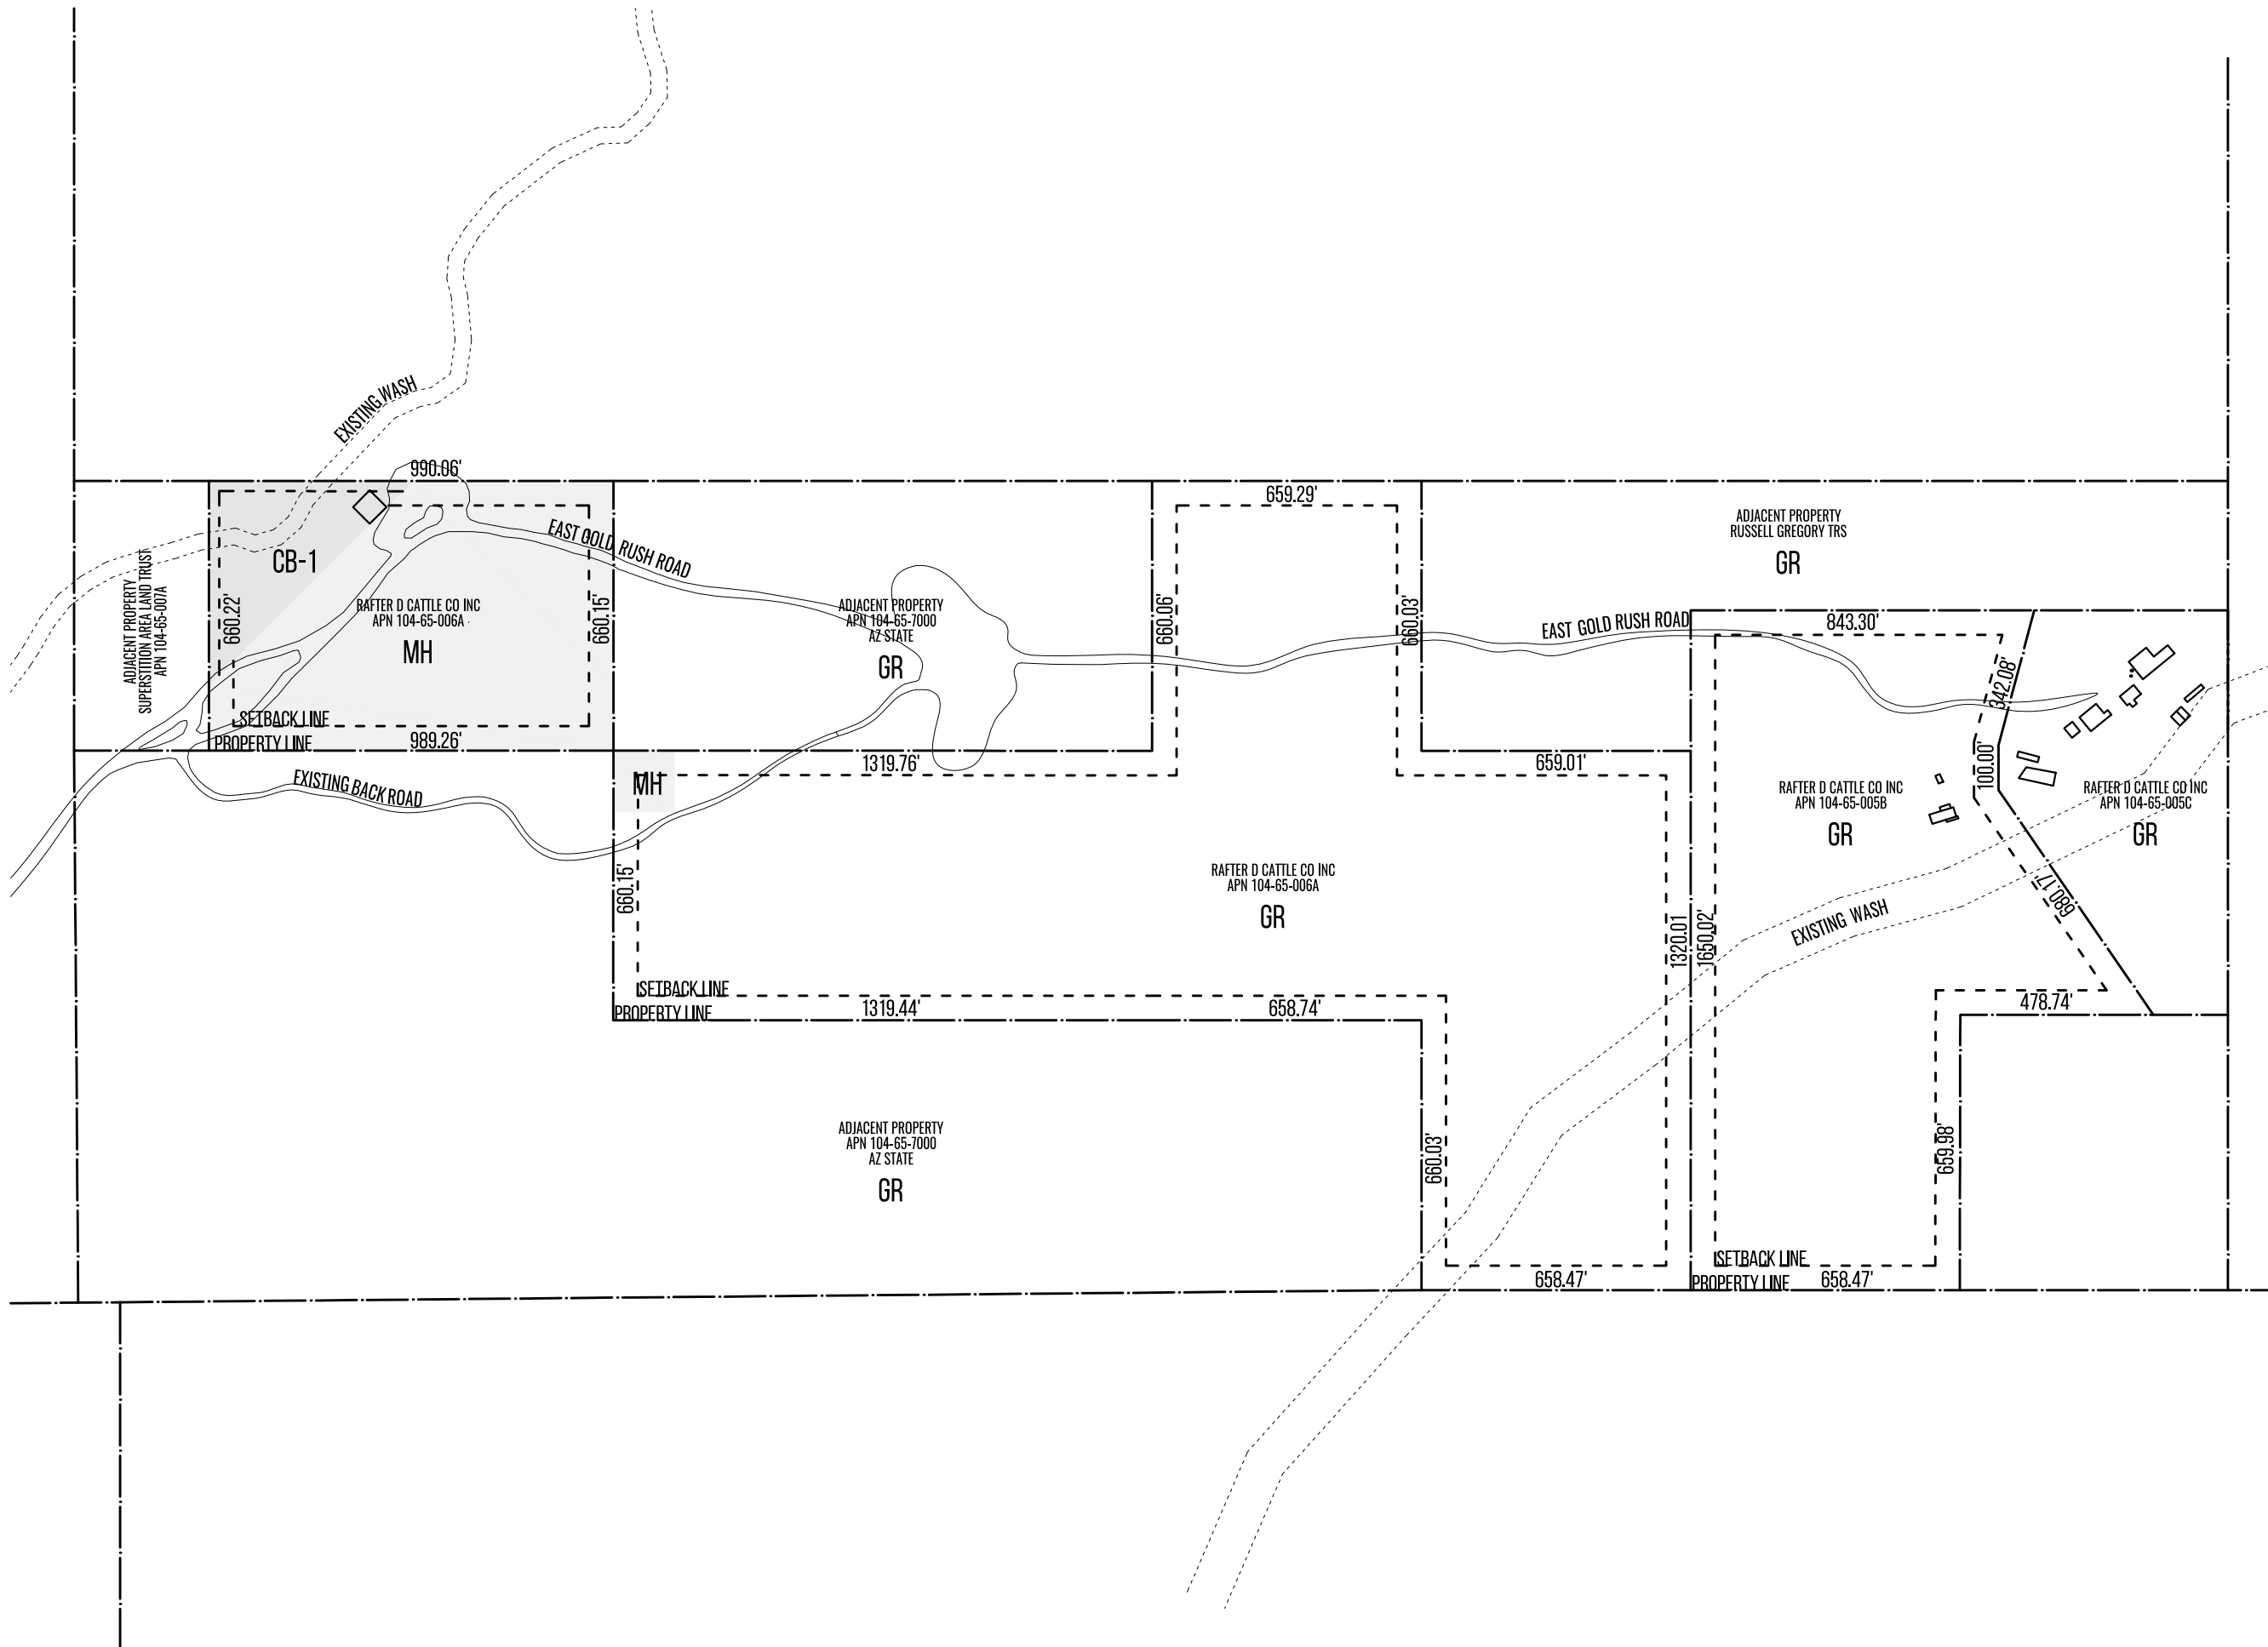 EXISTING WASH
990.06'
659.29'
ADJACENT PROPERTY
RUSSELL GREGORY TRS
GR
EAST GOLD RUSH ROAD
CB-1
ADJACENT PROPERTY
SUPERSTITION AREA LAND TRUST
APN 104-65-007A
660.22'
RAFTER D CATTLE CO INC
APN 104-65-006A
MH
660.15'
ADJACENT PROPERTY
APN 104-65-7000
AZ STATE
GR
660.06'
660.03'
EAST GOLD RUSH ROAD
843.30'
342.08'
SETBACK LINE
PROPERTY LINE
989.26'
EXISTING BACK ROAD
MH
1319.76'
659.01'
100.00'
RAFTER D CATTLE CO INC
APN 104-65-005B
GR
RAFTER D CATTLE CO INC
APN 104-65-005C
GR
660.15'
RAFTER D CATTLE CO INC
APN 104-65-006A
GR
1320.01
1650.02'
EXISTING WASH
680.17'
SETBACK LINE
PROPERTY LINE
1319.44'
658.74'
478.74'
ADJACENT PROPERTY
APN 104-65-7000
AZ STATE
GR
660.03'
659.98'
658.47'
SETBACK LINE
PROPERTY LINE
658.47'